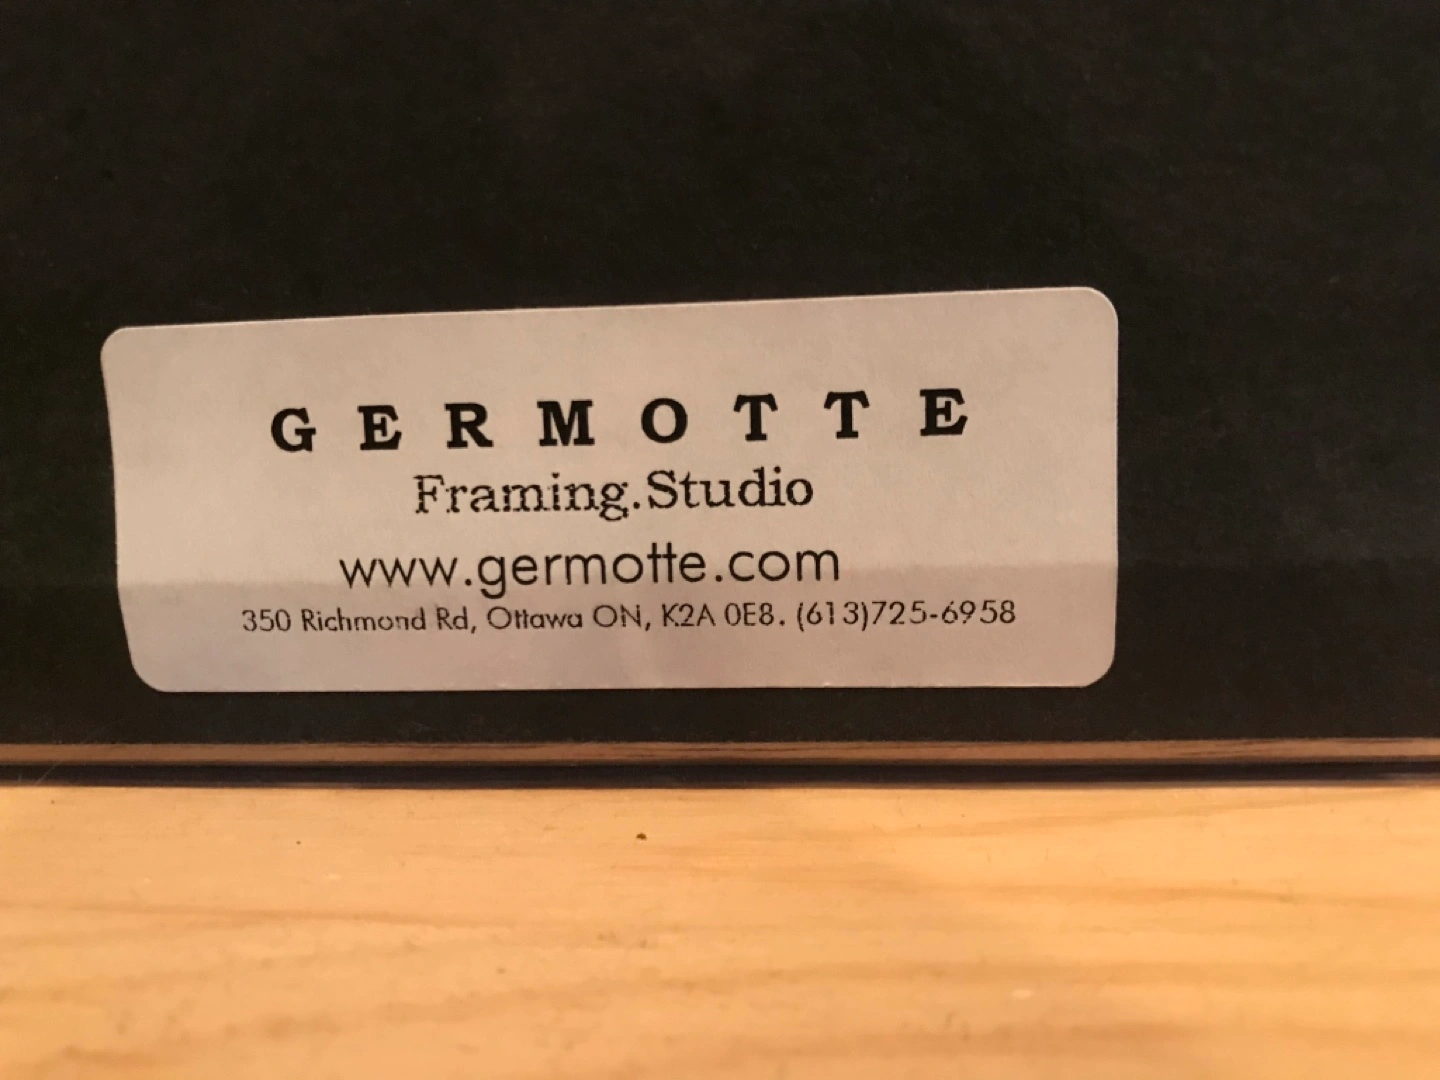 GERMOTTE
Framing.Studio
www.germotte.com
350 Richmond Rd, Ottawa ON, K2A 0E8. (613)725-6958